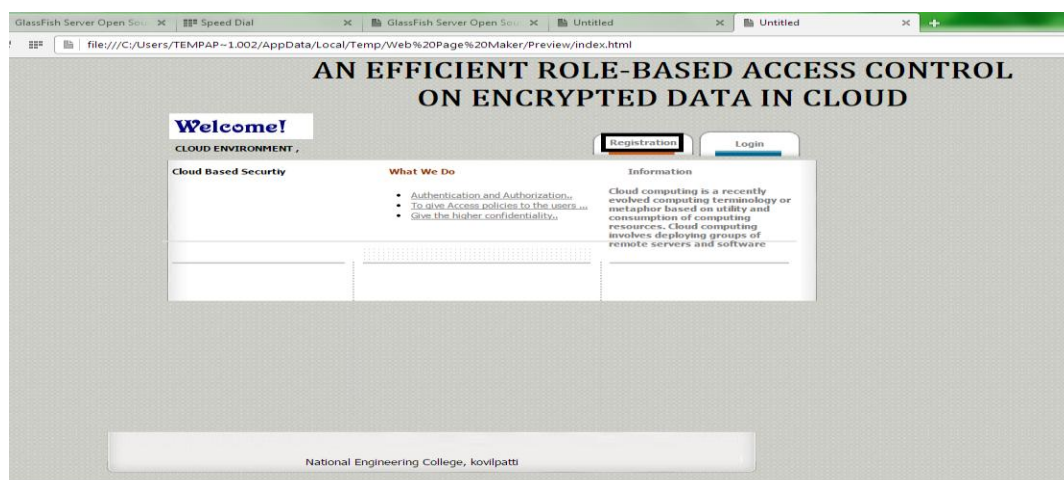 GlassFish Server Open Sou
Speed Dial
GlassFish Server Open Sou
Untitled
Untitled
file:///C:/Users/TEMPAP~1.002/AppData/Local/Temp/Web%20Page%20Maker/Preview/index.html
AN EFFICIENT ROLE-BASED ACCESS CONTROL
ON ENCRYPTED DATA IN CLOUD
Welcome!
CLOUD ENVIRONMENT ,
Registration
Login
Cloud Based Securtiy
What We Do
Authentication and Authorization..
To give Access policies to the users ...
Give the higher confidentiality..
Information
Cloud computing is a recently
evolved computing terminology or
metaphor based on utility and
consumption of computing
resources. Cloud computing
involves deploying groups of
remote servers and software
National Engineering College, kovilpatti